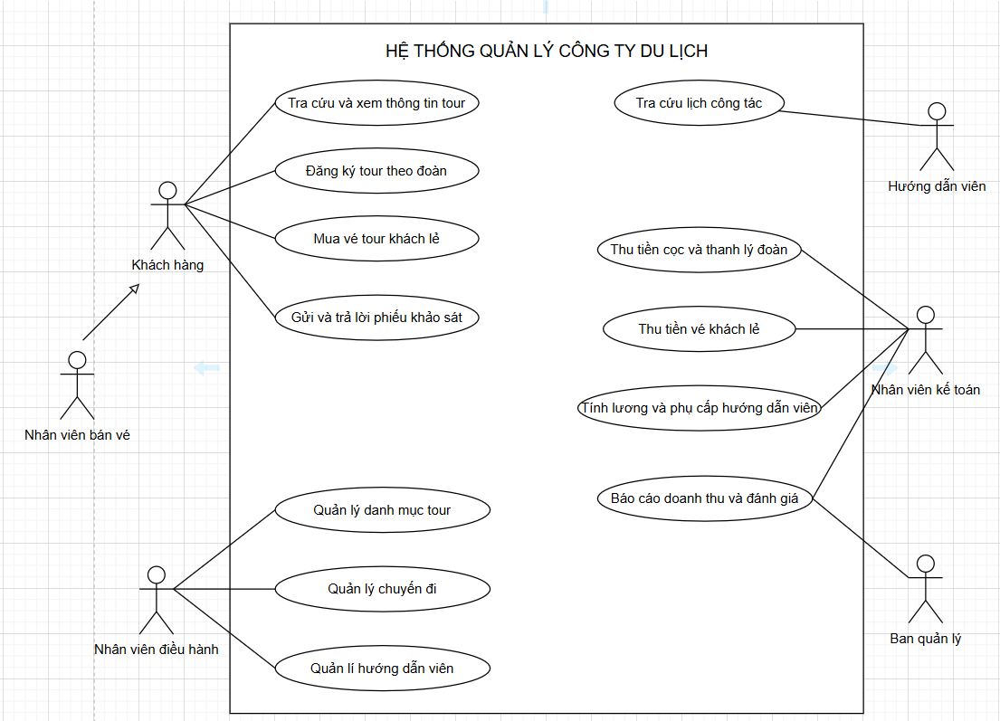 HỆ THỐNG QUẢN LÝ CÔNG TY DU LỊCH
Tra cứu và xem thông tin tour
Đăng ký tour theo đoàn
Mua vé tour khách lẻ
Gửi và trả lời phiếu khảo sát
Khách hàng
Nhân viên bán vé
Quản lý danh mục tour
Quản lý chuyến đi
Quản lí hướng dẫn viên
Nhân viên điều hành
Tra cứu lịch công tác
Hướng dẫn viên
Thu tiền cọc và thanh lý đoàn
Thu tiền vé khách lẻ
Tính lương và phụ cấp hướng dẫn viên
Báo cáo doanh thu và đánh giá
Nhân viên kế toán
Ban quản lý